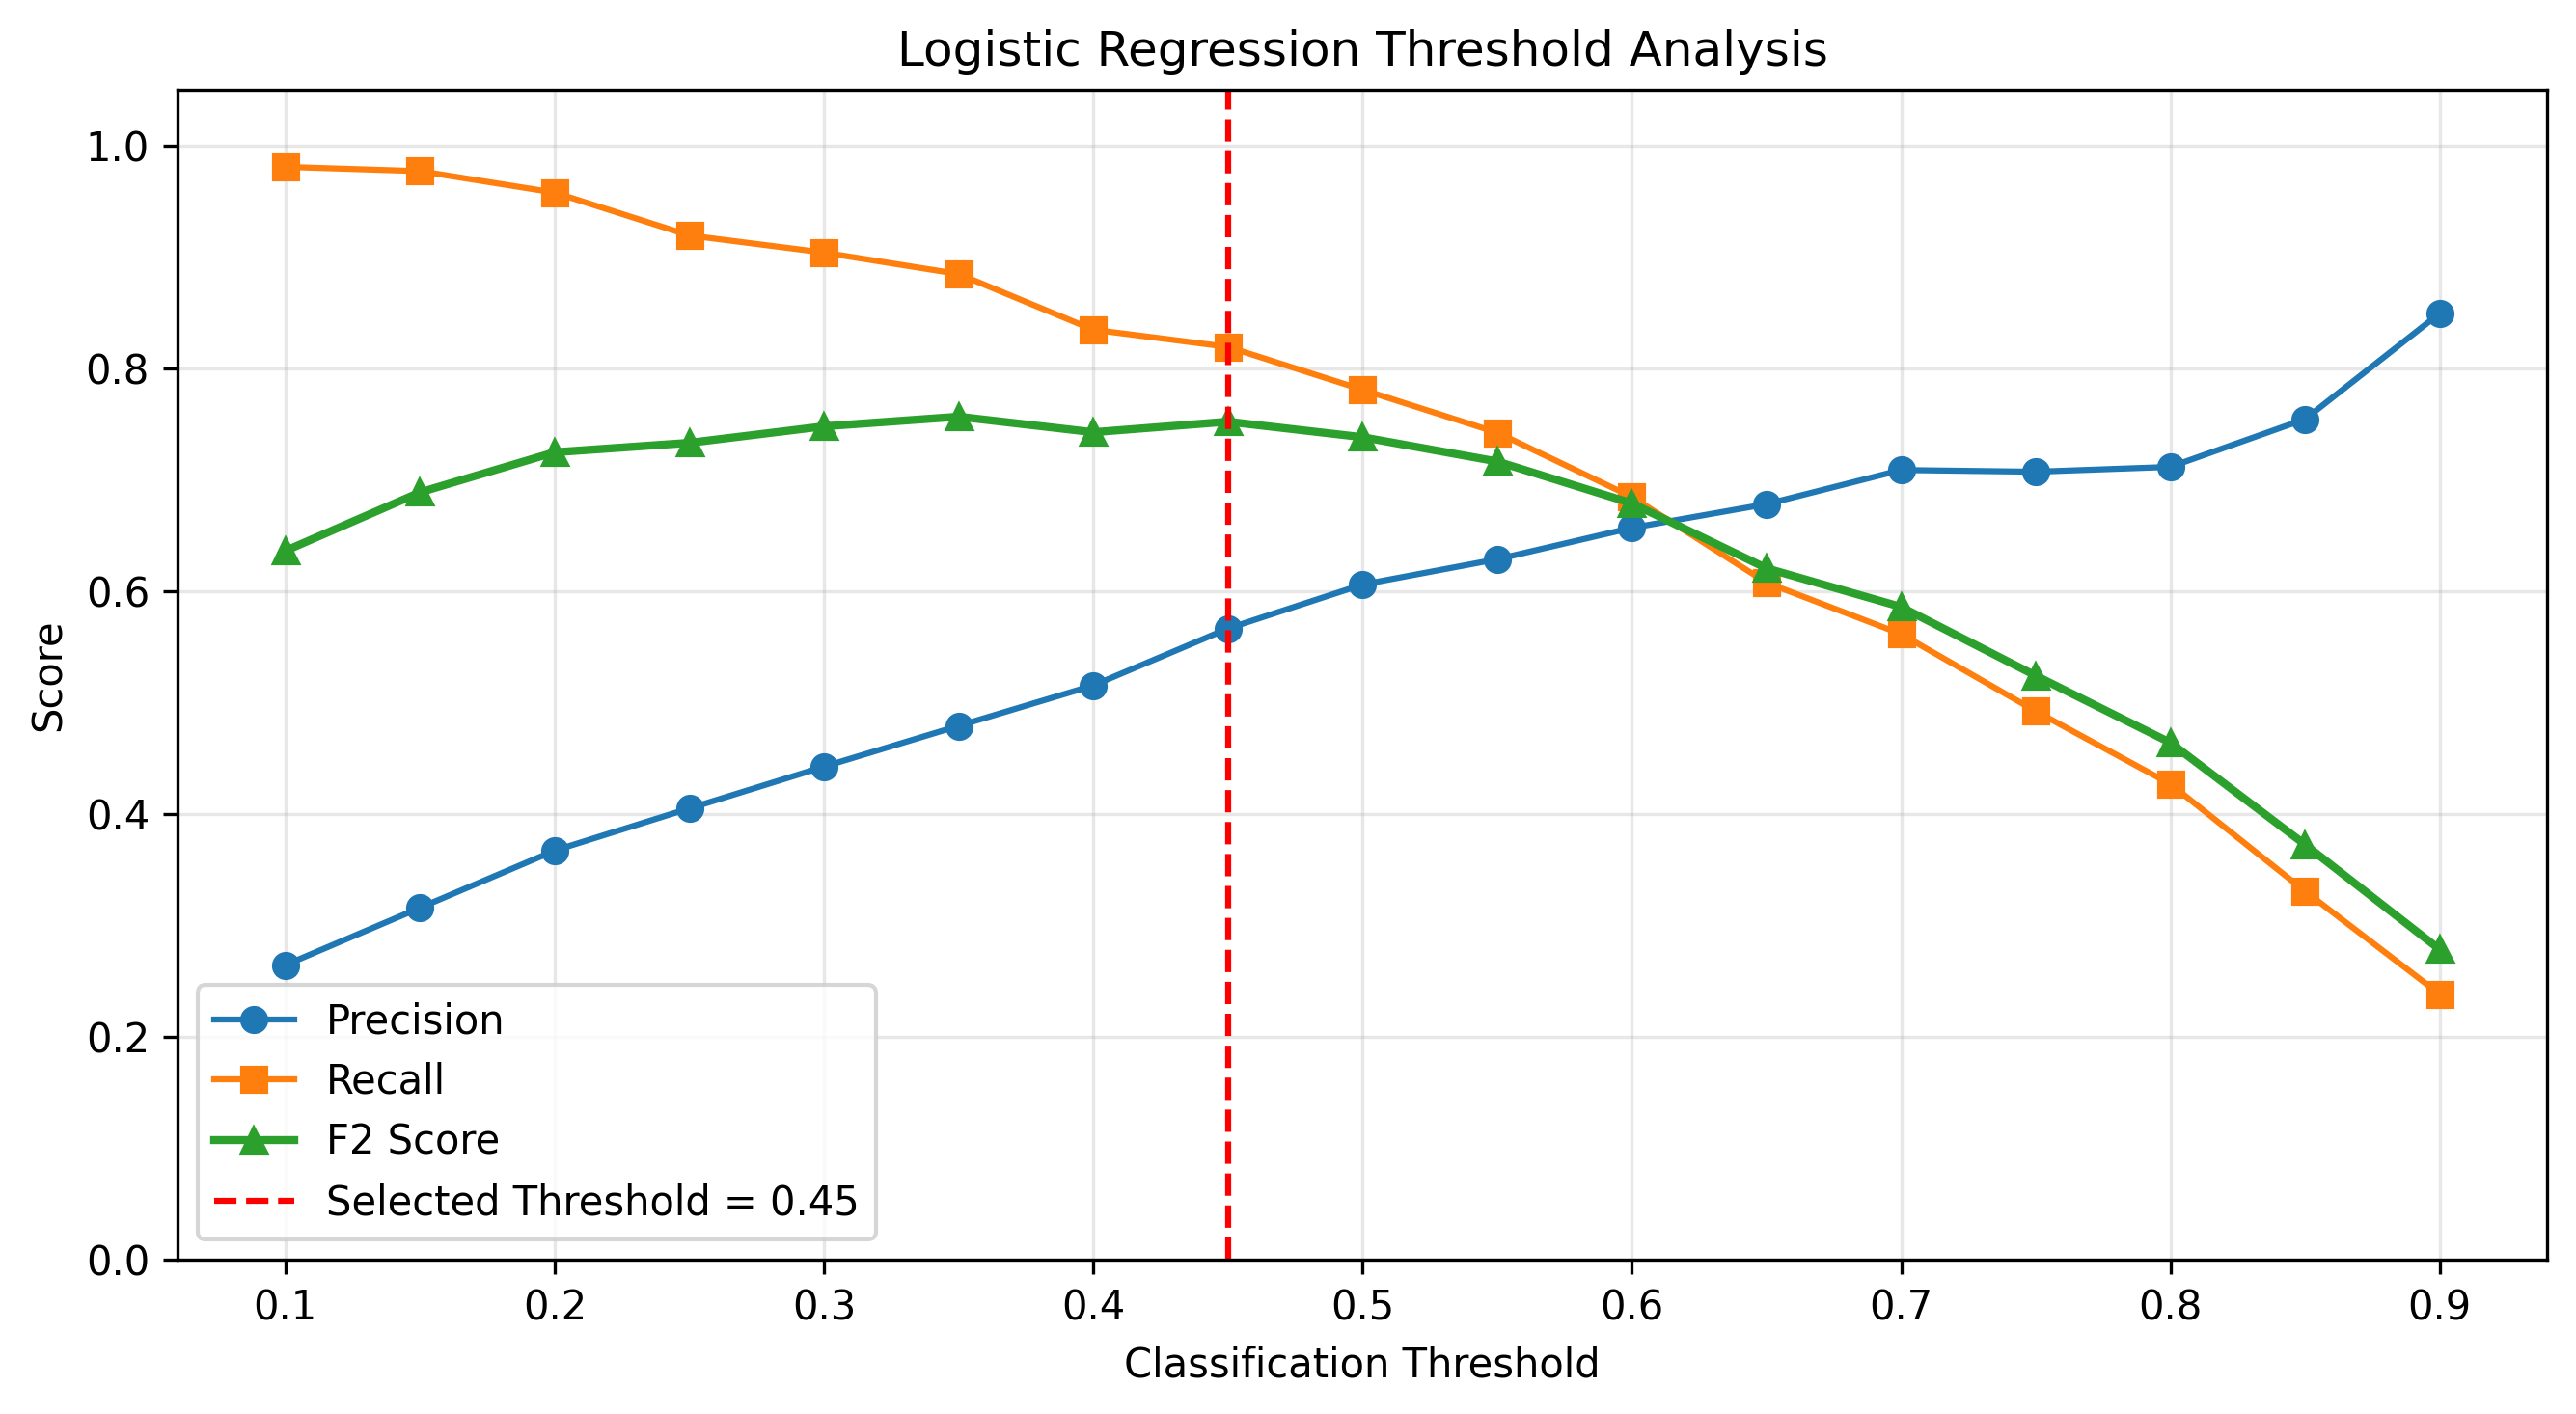 Logistic Regression Threshold Analysis
1.0
0.8
0.6
0.4
0.2
0.0
Score
Precision
Recall
F2 Score
Selected Threshold = 0.45
0.1 0.2 0.3 0.4 0.5 0.6 0.7 0.8 0.9
Classification Threshold